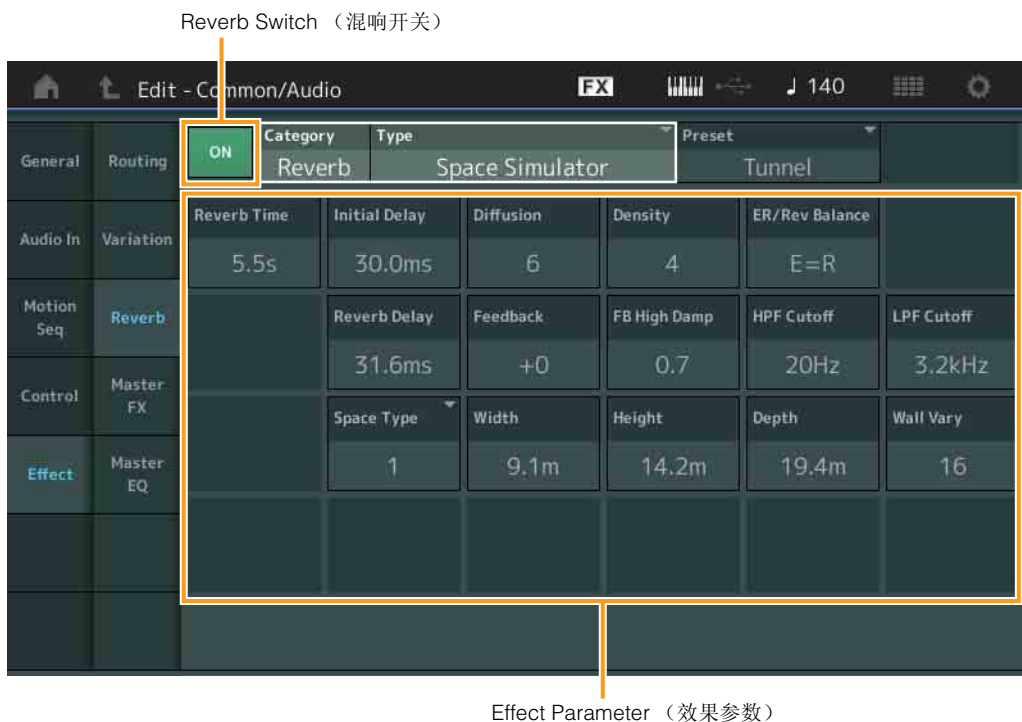 Reverb Switch （混响开关）
Edit - Common/Audio
FX
♩ 140
General
Routing
ON
Category
Reverb
Type
Space Simulator
Preset
Tunnel
Audio In
Variation
Reverb Time
5.5s
Initial Delay
30.0ms
Diffusion
6
Density
4
ER/Rev Balance
E=R
Motion
Seq
Reverb
Reverb Delay
31.6ms
Feedback
+0
FB High Damp
0.7
HPF Cutoff
20Hz
LPF Cutoff
3.2kHz
Control
Master
FX
Space Type
1
Width
9.1m
Height
14.2m
Depth
19.4m
Wall Vary
16
Effect
Master
EQ
Effect Parameter （效果参数）